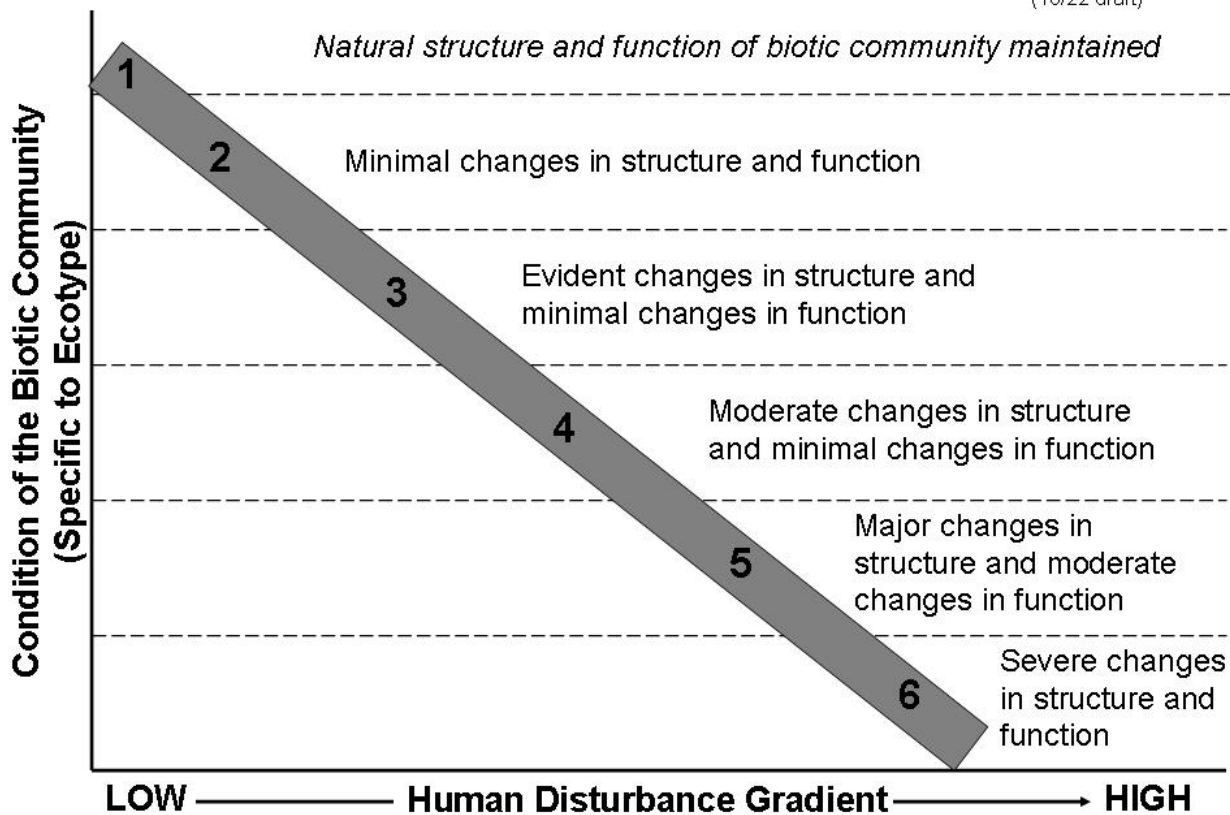 Natural structure and function of biotic community maintained
1
2
Minimal changes in structure and function
3
Evident changes in structure and
minimal changes in function
4
Moderate changes in structure
and minimal changes in function
5
Major changes in
structure and moderate
changes in function
6
Severe changes
in structure and
function
Condition of the Biotic Community
(Specific to Ecotype)
LOW Human Disturbance Gradient HIGH